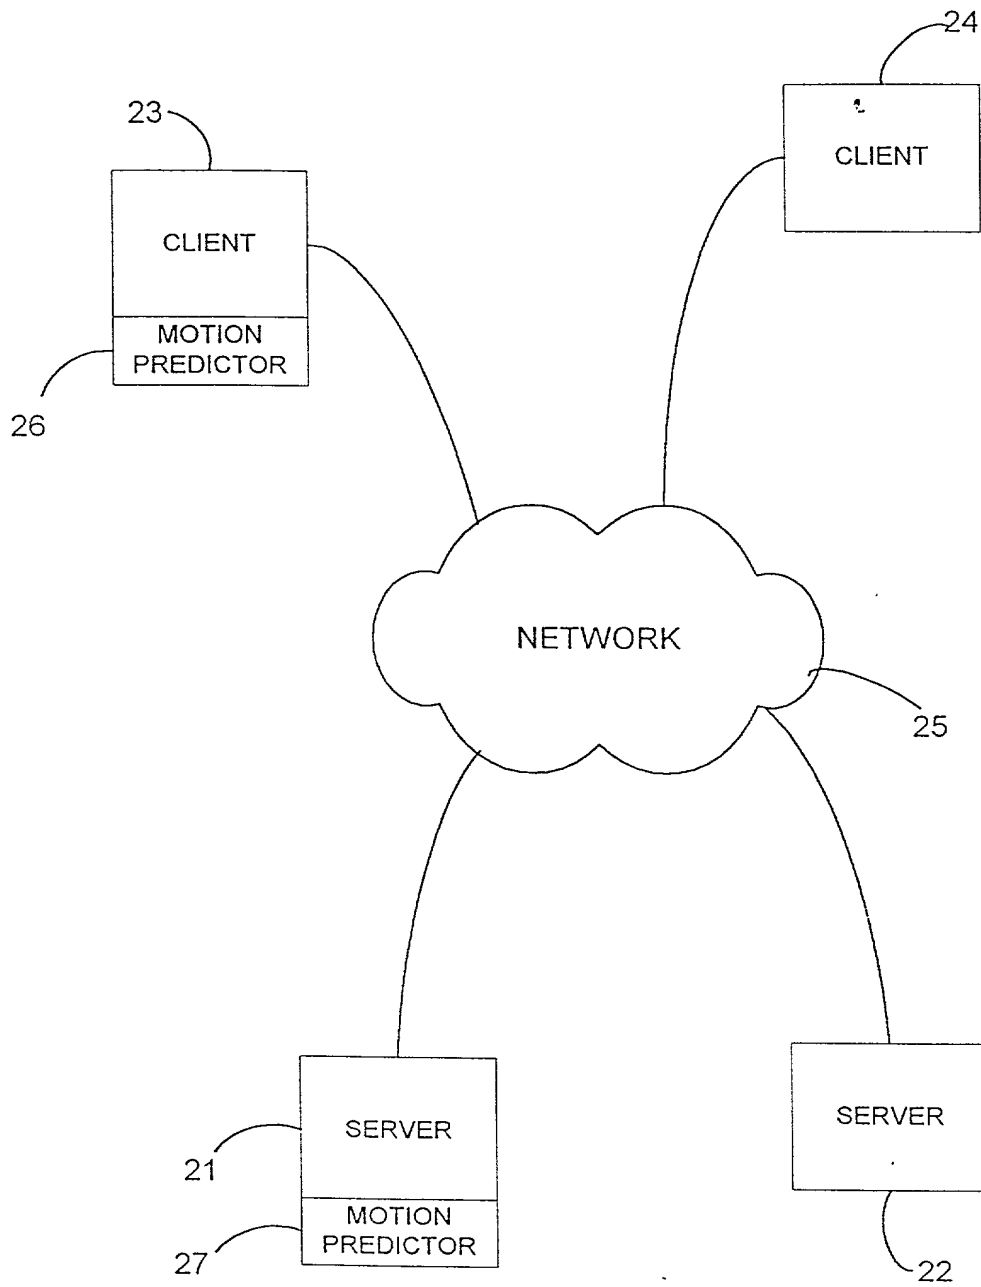 24
23
CLIENT
CLIENT
MOTION
PREDICTOR
26
NETWORK
25
SERVER
SERVER
21
MOTION
PREDICTOR
27
22